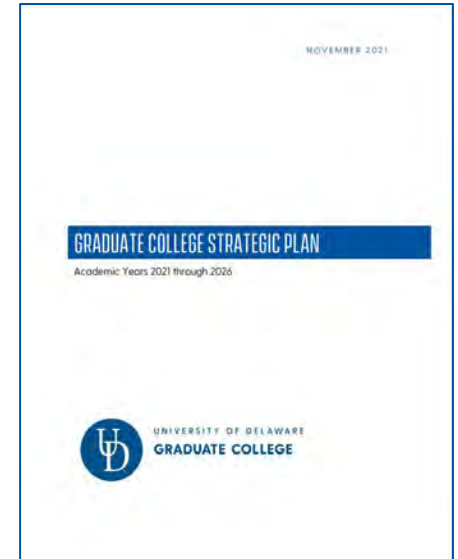 NOVEMBER 2021
GRADUATE COLLEGE STRATEGIC PLAN
Academic Years 2021 through 2026
UD
UNIVERSITY OF DELAWARE
GRADUATE COLLEGE